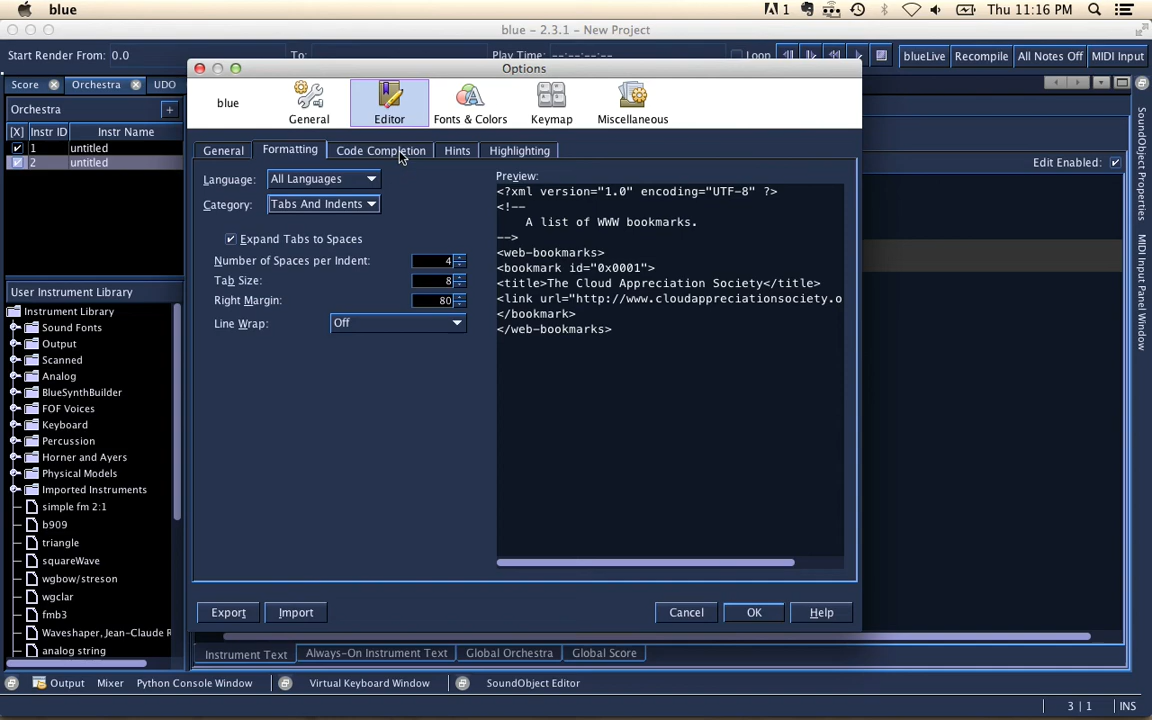 blue
1
Thu 11:16 PM
blue - 2.3.1 - New Project
Start Render From: 0.0 To: Play Time: --:--:--.-- Loop blueLive Recompile All Notes Off MIDI Input
Score Orchestra UDO
Orchestra +
[X] Instr ID Instr Name
1 untitled
2 untitled
User Instrument Library
Instrument Library
Sound Fonts
Output
Scanned
Analog
BlueSynthBuilder
FOF Voices
Keyboard
Percussion
Horner and Ayers
Physical Models
Imported Instruments
simple fm 2:1
b909
triangle
squareWave
wgbow/streson
wgclar
fmb3
Waveshaper, Jean-Claude R
analog string
Options
blue
General
Editor
Fonts & Colors
Keymap
Miscellaneous
General Formatting Code Completion Hints Highlighting
Language: All Languages
Category: Tabs And Indents
Expand Tabs to Spaces
Number of Spaces per Indent: 4
Tab Size: 8
Right Margin: 80
Line Wrap: Off
Preview:
<?xml version="1.0" encoding="UTF-8" ?>
<!--
A list of WWW bookmarks.
-->
<web-bookmarks>
<bookmark id="0x0001">
<title>The Cloud Appreciation Society</title>
<link url="http://www.cloudappreciationsociety.o
</bookmark>
</web-bookmarks>
Export Import Cancel OK Help
Edit Enabled:
SoundObject Properties
MIDI Input Panel Window
Instrument Text Always-On Instrument Text Global Orchestra Global Score
Output Mixer Python Console Window Virtual Keyboard Window SoundObject Editor
3 | 1 INS